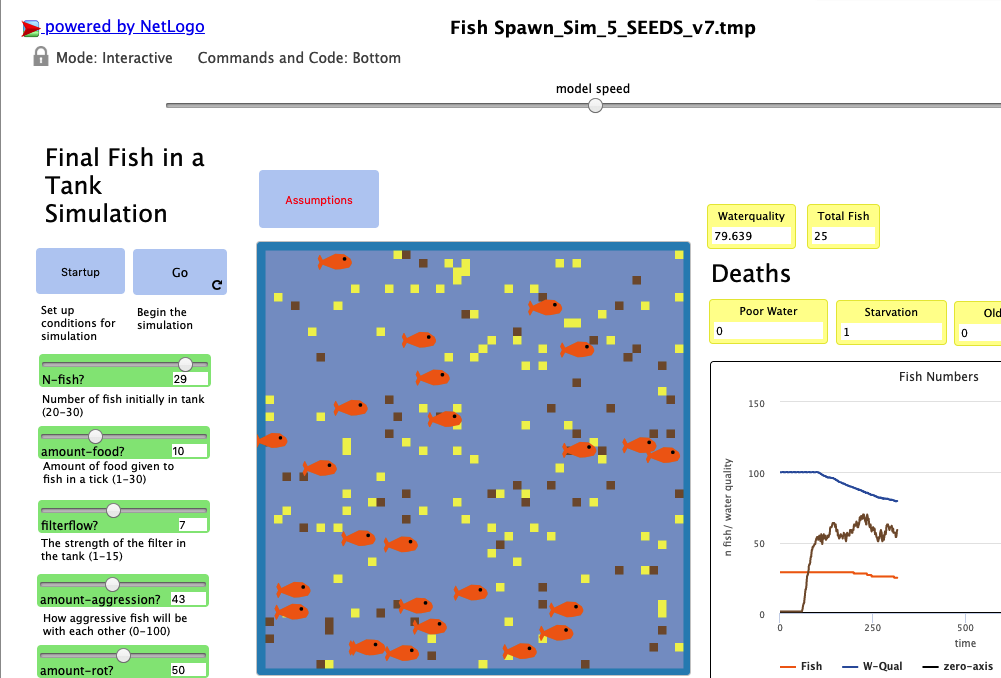 powered by NetLogo
Fish Spawn_Sim_5_SEEDS_v7.tmp
Mode: Interactive
Commands and Code: Bottom
model speed
Final Fish in a
Tank
Simulation
Assumptions
Startup
Go
Set up
conditions for
simulation
Begin the
simulation
N-fish?
29
Number of fish initially in tank
(20-30)
amount-food?
10
Amount of food given to
fish in a tick (1-30)
filterflow?
7
The strength of the filter in
the tank (1-15)
amount-aggression?
43
How aggressive fish will be
with each other (0-100)
amount-rot?
50
Waterquality
79.639
Total Fish
25
Deaths
Poor Water
0
Starvation
1
Old
0
Fish Numbers
n fish/ water quality
150
100
50
0
0
250
500
time
Fish
W-Qual
zero-axis